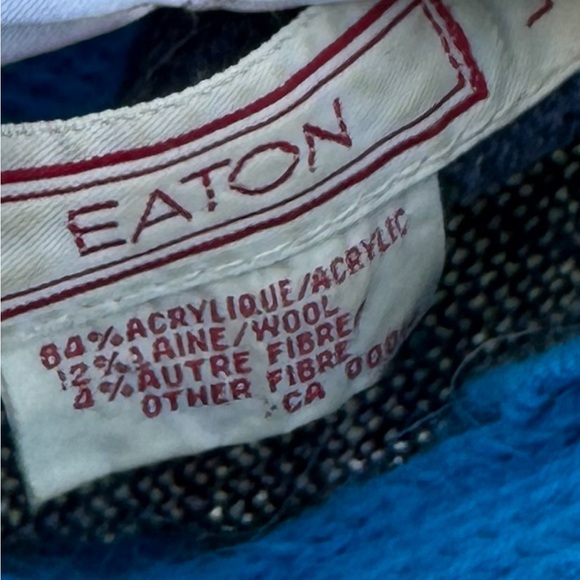 EATON
84% ACRYLIQUE/ACRYLIC
12% LAINE/WOOL
4% AUTRE FIBRE/
OTHER FIBRE
CA